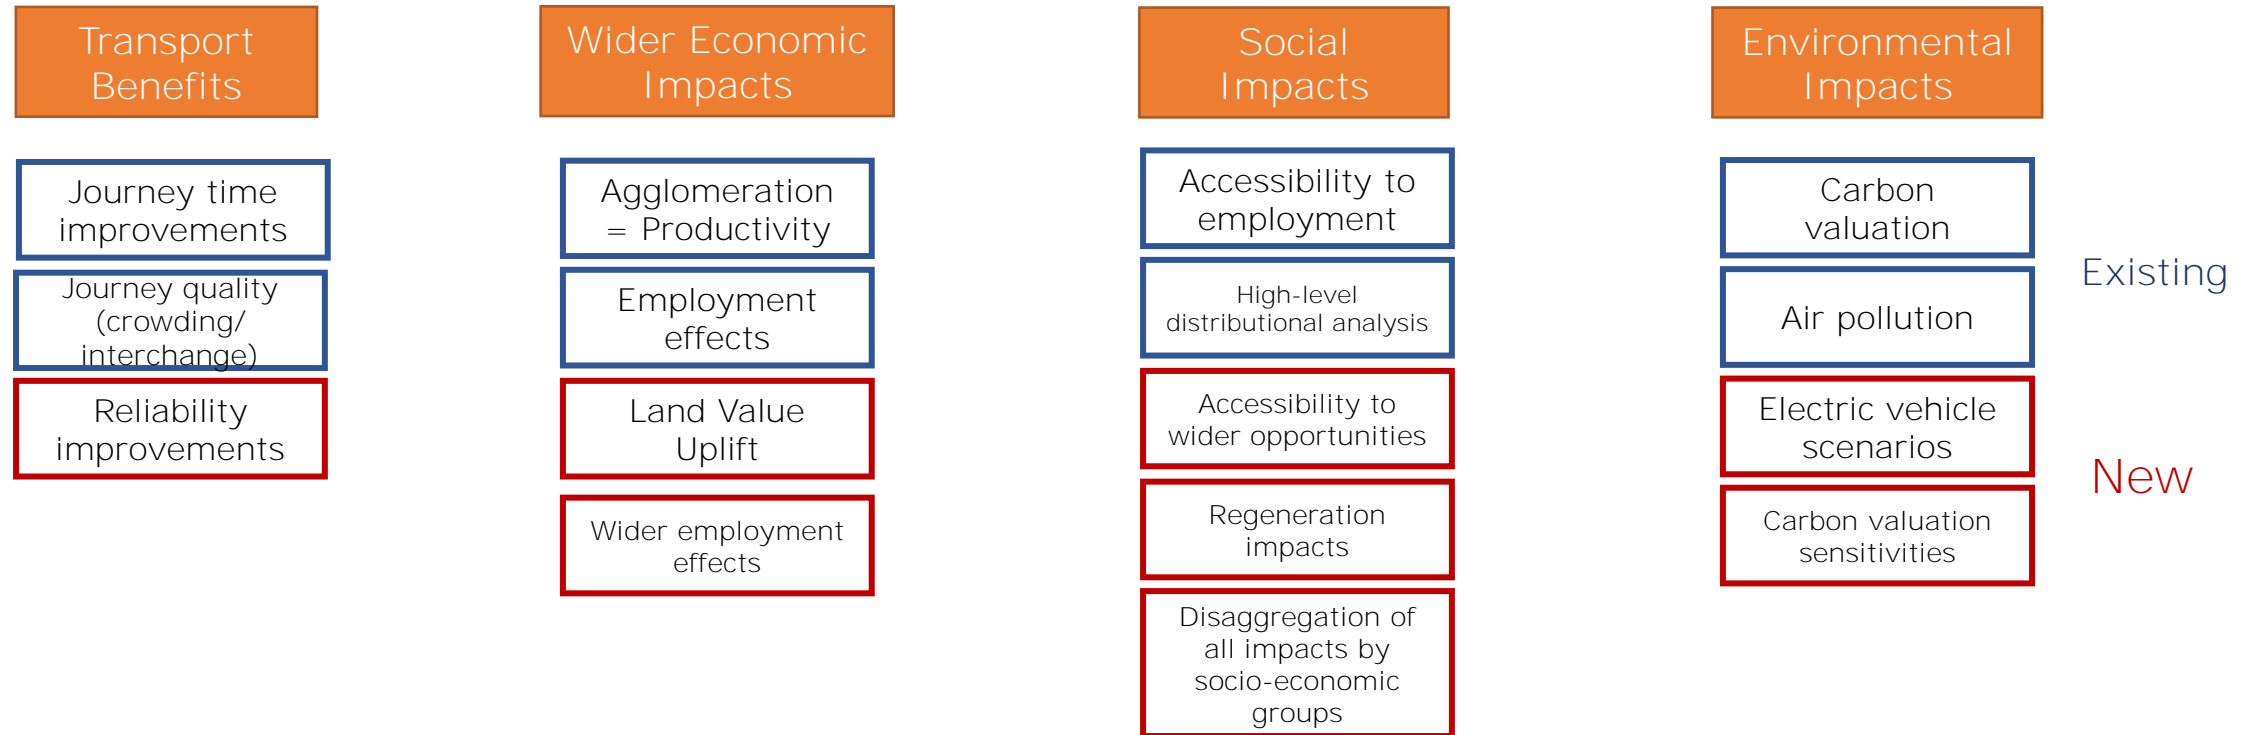 Transport
Benefits
Journey time
improvements
Journey quality
(crowding/
interchange)
Reliability
improvements
Wider Economic
Impacts
Agglomeration
= Productivity
Employment
effects
Land Value
Uplift
Wider employment
effects
Social
Impacts
Accessibility to
employment
High-level
distributional analysis
Accessibility to
wider opportunities
Regeneration
impacts
Disaggregation of
all impacts by
socio-economic
groups
Environmental
Impacts
Carbon
valuation
Air pollution
Electric vehicle
scenarios
Carbon valuation
sensitivities
Existing
New